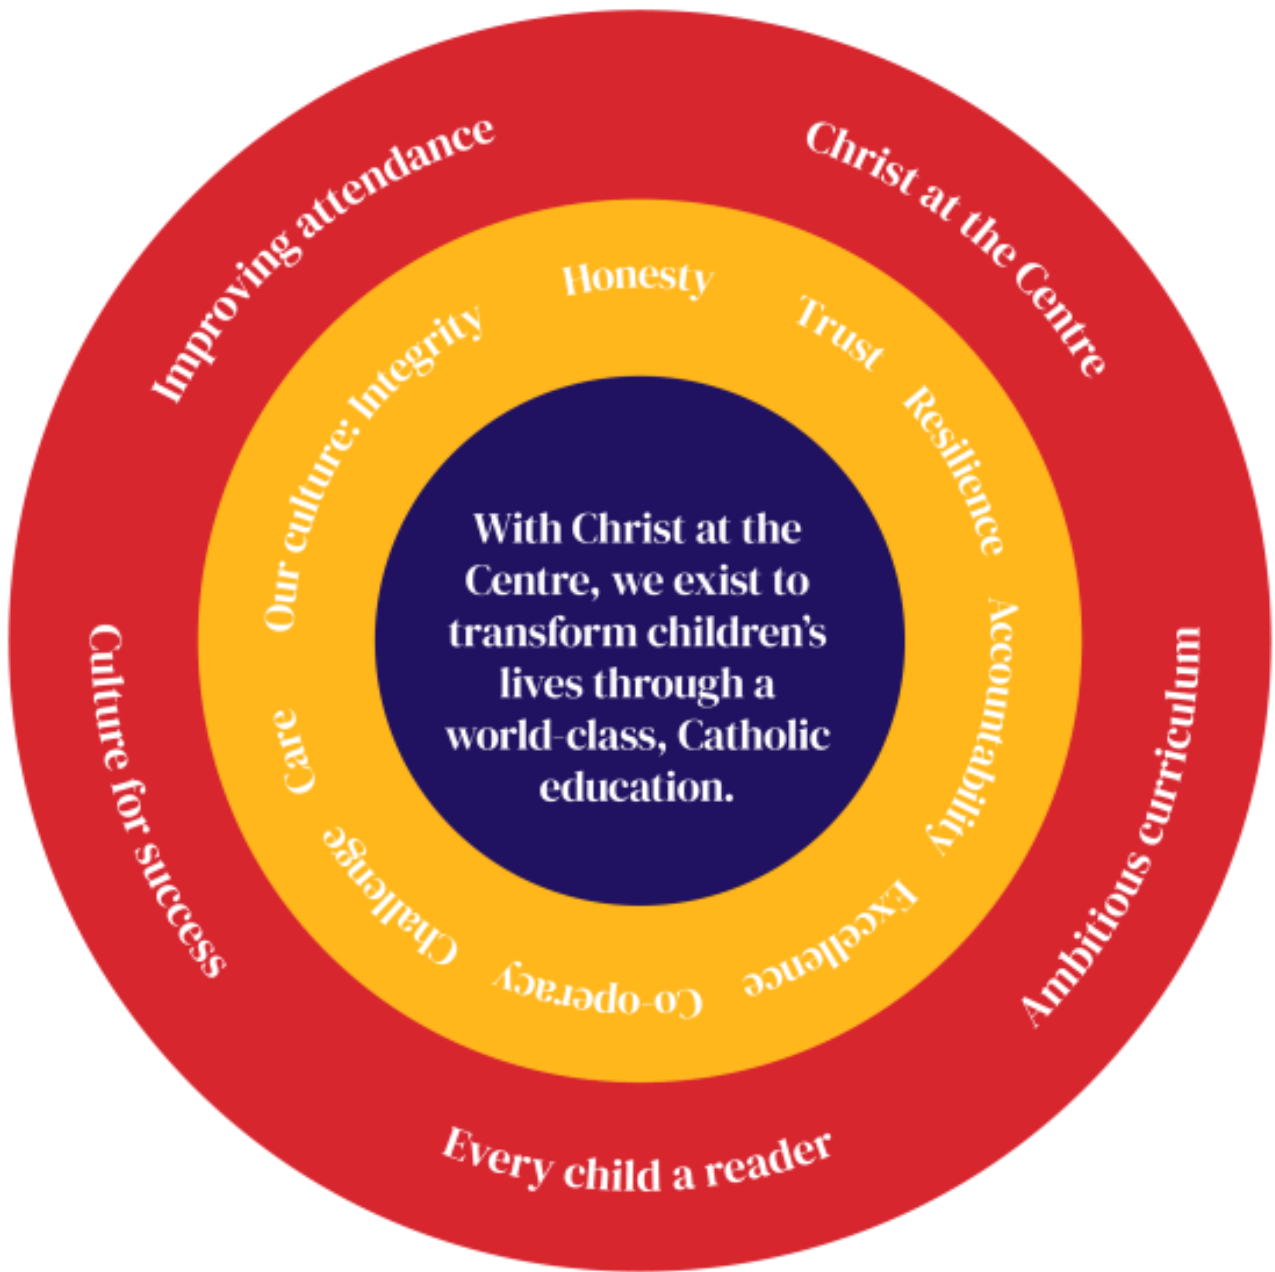 Improving attendance
Christ at the Centre
Ambitious curriculum
Every child a reader
Culture for success
Our culture: Integrity
Honesty
Trust
Resilience
Accountability
Excellence
Co-operacy
Challenge
Care
With Christ at the
Centre, we exist to
transform children’s
lives through a
world-class, Catholic
education.